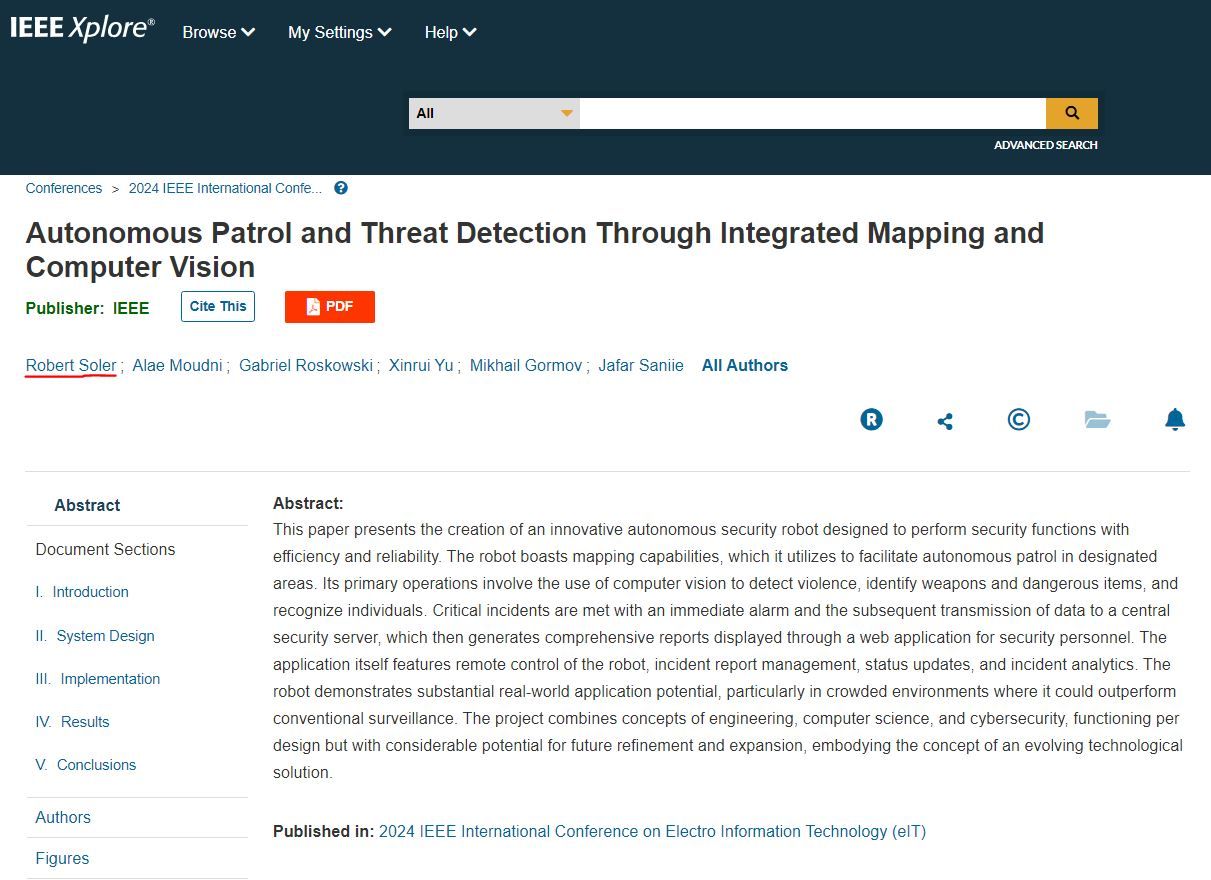 IEEE Xplore® Browse My Settings Help
All
ADVANCED SEARCH
Conferences > 2024 IEEE International Confe... ?
Autonomous Patrol and Threat Detection Through Integrated Mapping and
Computer Vision
Publisher: IEEE Cite This PDF
Robert Soler ; Alae Moudni ; Gabriel Roskowski ; Xinrui Yu ; Mikhail Gormov ; Jafar Saniie All Authors
R ©
Abstract
Document Sections
I. Introduction
II. System Design
III. Implementation
IV. Results
V. Conclusions
Authors
Figures
Abstract:
This paper presents the creation of an innovative autonomous security robot designed to perform security functions with
efficiency and reliability. The robot boasts mapping capabilities, which it utilizes to facilitate autonomous patrol in designated
areas. Its primary operations involve the use of computer vision to detect violence, identify weapons and dangerous items, and
recognize individuals. Critical incidents are met with an immediate alarm and the subsequent transmission of data to a central
security server, which then generates comprehensive reports displayed through a web application for security personnel. The
application itself features remote control of the robot, incident report management, status updates, and incident analytics. The
robot demonstrates substantial real-world application potential, particularly in crowded environments where it could outperform
conventional surveillance. The project combines concepts of engineering, computer science, and cybersecurity, functioning per
design but with considerable potential for future refinement and expansion, embodying the concept of an evolving technological
solution.
Published in: 2024 IEEE International Conference on Electro Information Technology (eIT)